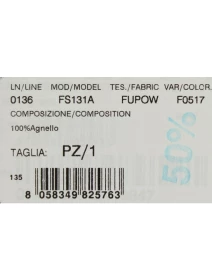 LN/LINE MOD/MODEL TES./FABRIC VAR/COLOR.
0136 FS131A FUPOW F0517
COMPOSIZIONE/COMPOSITION
100%Agnello
TAGLIA: PZ/1
50%
135
8 058349 825763